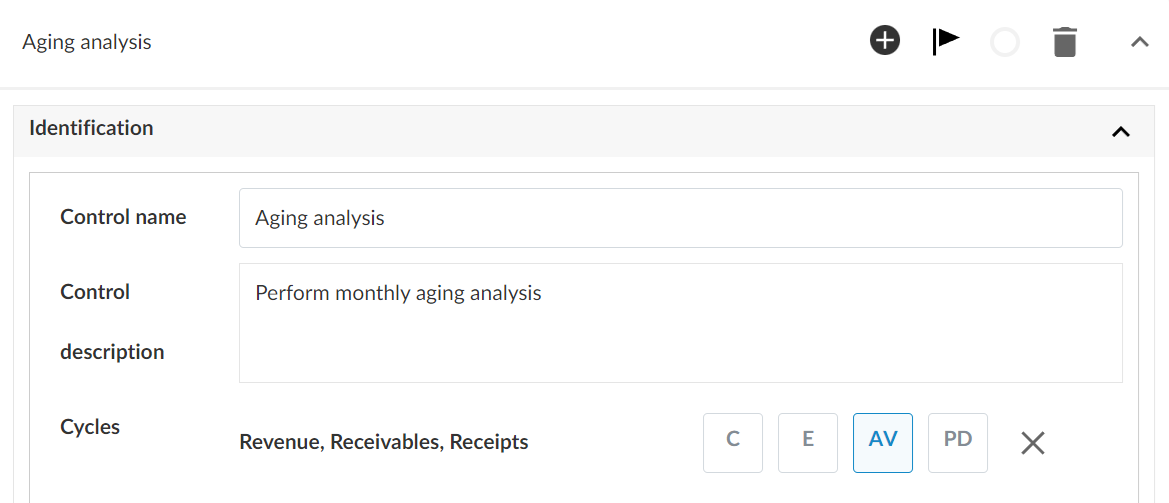 Aging analysis
Identification
Control name
Aging analysis
Control
description
Perform monthly aging analysis
Cycles
Revenue, Receivables, Receipts
C
E
AV
PD